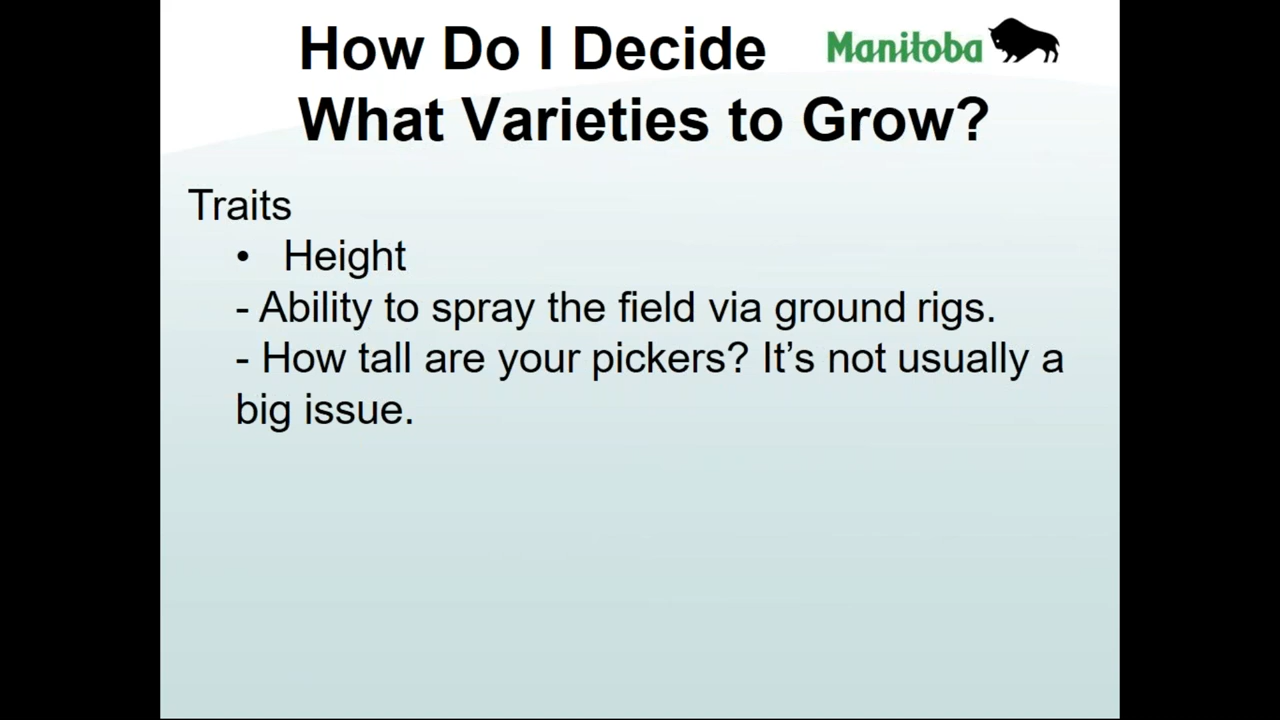 How Do I Decide
Manitoba
What Varieties to Grow?
Traits
• Height
- Ability to spray the field via ground rigs.
- How tall are your pickers? It’s not usually a
big issue.